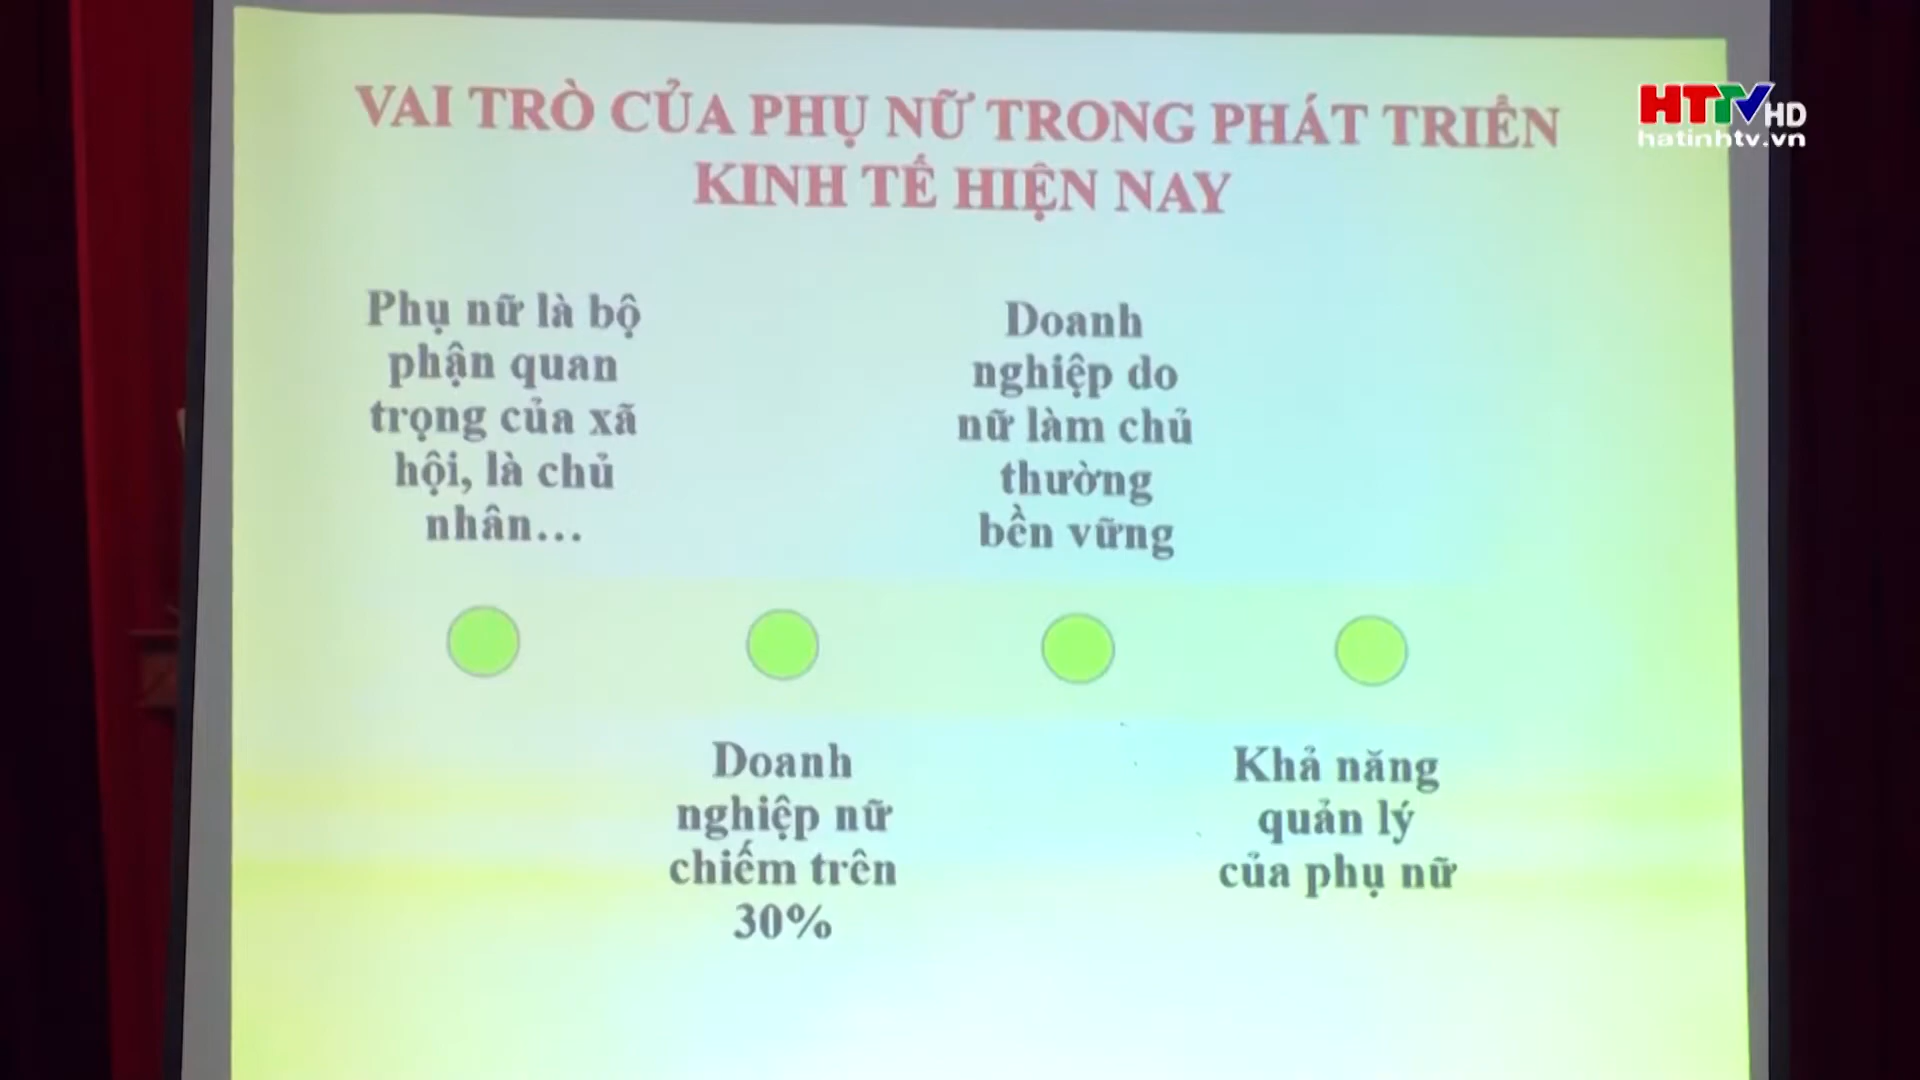 VAI TRÒ CỦA PHỤ NỮ TRONG PHÁT TRIỂN
KINH TẾ HIỆN NAY
HTTV HD
hatinhtv.vn
Phụ nữ là bộ
phận quan
trọng của xã
hội, là chủ
nhân...
Doanh
nghiệp do
nữ làm chủ
thường
bền vững
Doanh
nghiệp nữ
chiếm trên
30%
Khả năng
quản lý
của phụ nữ